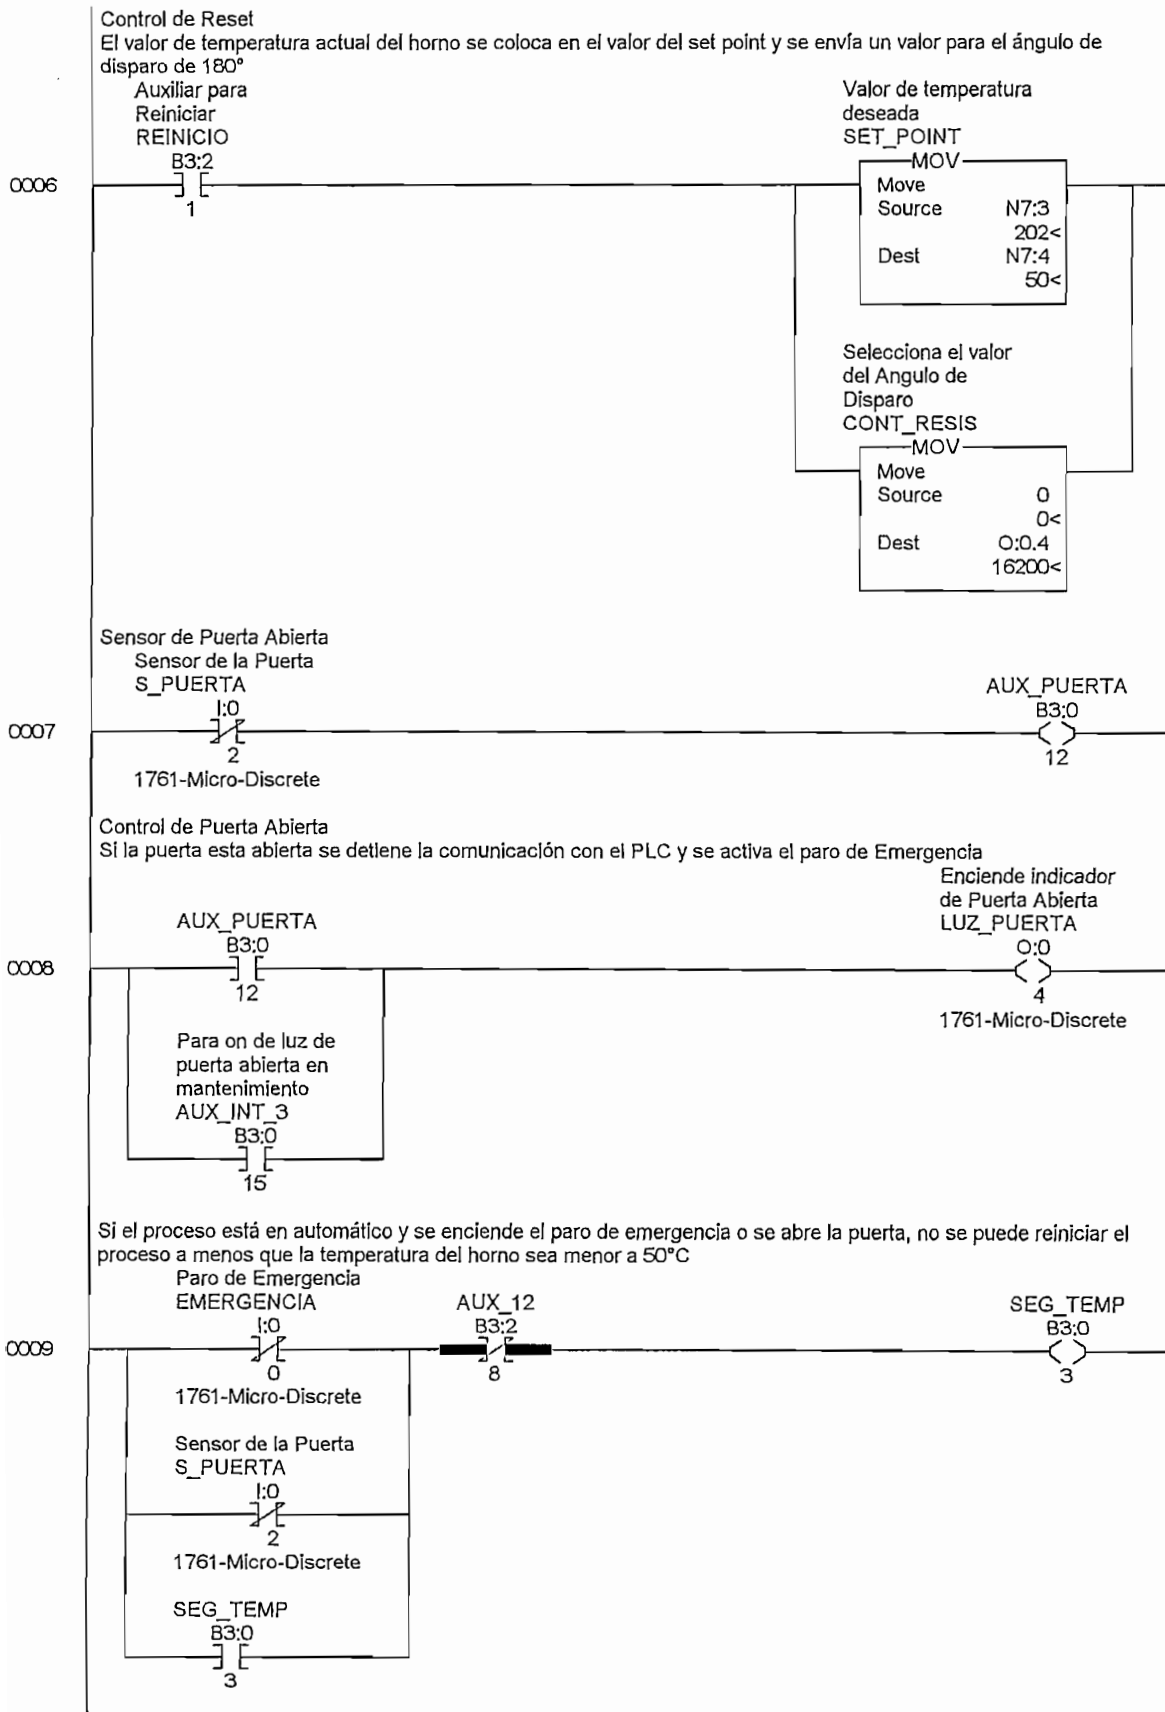 Control de Reset
El valor de temperatura actual del horno se coloca en el valor del set point y se envía un valor para el ángulo de
disparo de 180º
Auxiliar para
Reiniciar
REINICIO
B3:2
1
Valor de temperatura
deseada
SET_POINT
MOV
Move
Source N7:3
202<
Dest N7:4
50<
0006
Selecciona el valor
del Angulo de
Disparo
CONT_RESIS
MOV
Move
Source 0
0<
Dest O:0.4
16200<
Sensor de Puerta Abierta
Sensor de la Puerta
S_PUERTA
I:0
2
1761-Micro-Discrete
AUX_PUERTA
B3:0
12
0007
Control de Puerta Abierta
Si la puerta esta abierta se detiene la comunicación con el PLC y se activa el paro de Emergencia
Enciende indicador
de Puerta Abierta
LUZ_PUERTA
O:0
4
1761-Micro-Discrete
AUX_PUERTA
B3:0
12
0008
Para on de luz de
puerta abierta en
mantenimiento
AUX_INT_3
B3:0
15
Si el proceso está en automático y se enciende el paro de emergencia o se abre la puerta, no se puede reiniciar el
proceso a menos que la temperatura del horno sea menor a 50ºC
Paro de Emergencia
EMERGENCIA
I:0
0
1761-Micro-Discrete
AUX_12
B3:2
8
SEG_TEMP
B3:0
3
0009
Sensor de la Puerta
S_PUERTA
I:0
2
1761-Micro-Discrete
SEG_TEMP
B3:0
3